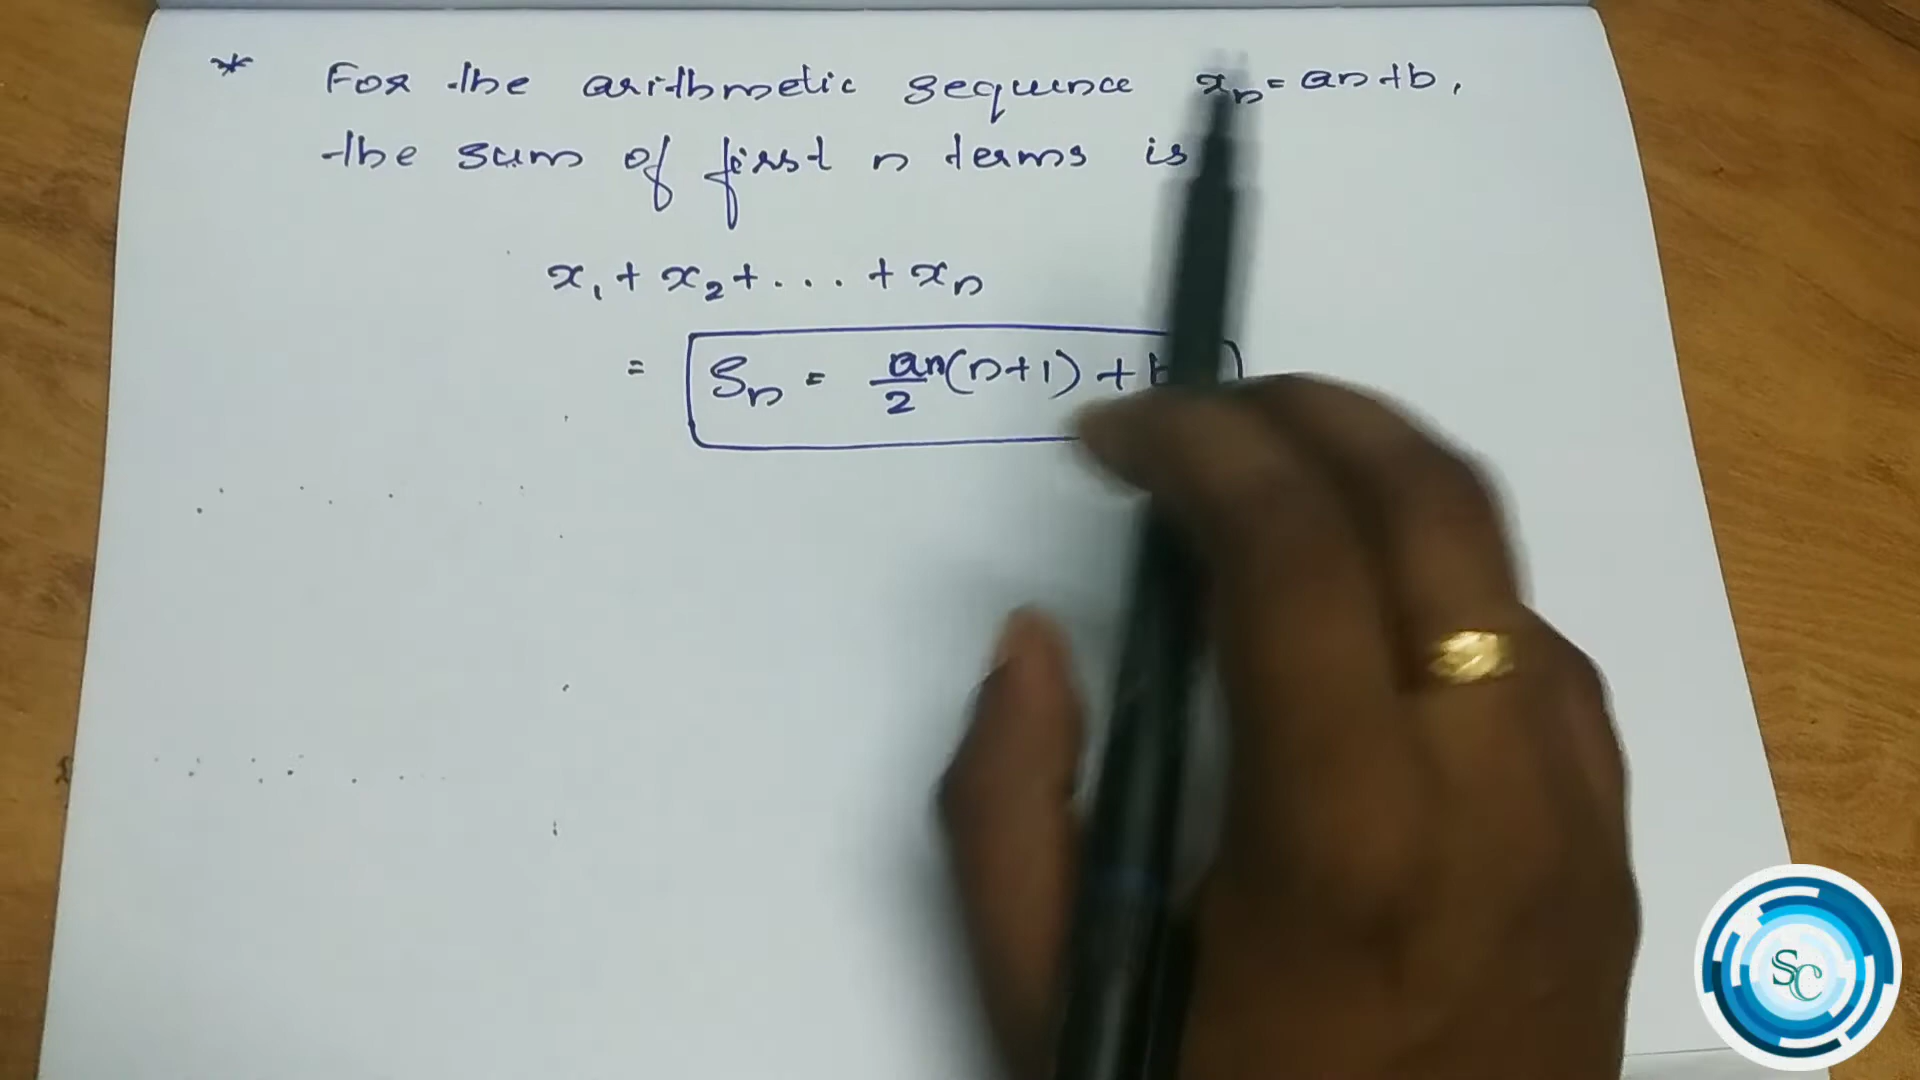 * For the arithmetic sequence xₙ = an + b,
the sum of first n terms is
x₁ + x₂ + . . . + xₙ
= Sₙ = an/2 (n+1) +
SC